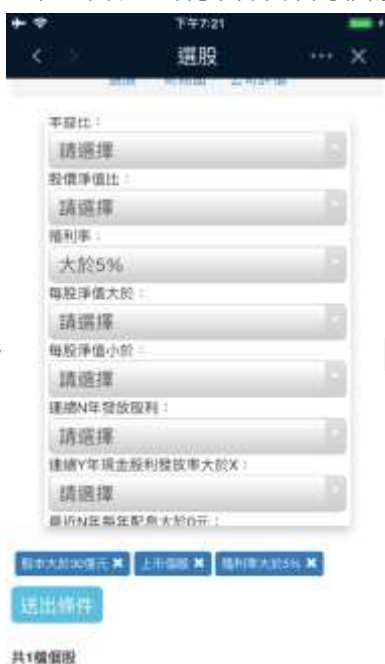 下午7:21
選股
本益比：
請選擇
股價淨值比：
請選擇
殖利率：
大於5%
每股淨值大於：
請選擇
每股淨值小於：
請選擇
連續N年發放股利：
請選擇
連續Y年現金股利發放率大於X：
請選擇
最近N年每年配息大於0元：
股本大於30億元 ✖ 上市個股 ✖ 殖利率大於5% ✖
送出條件
共1檔個股